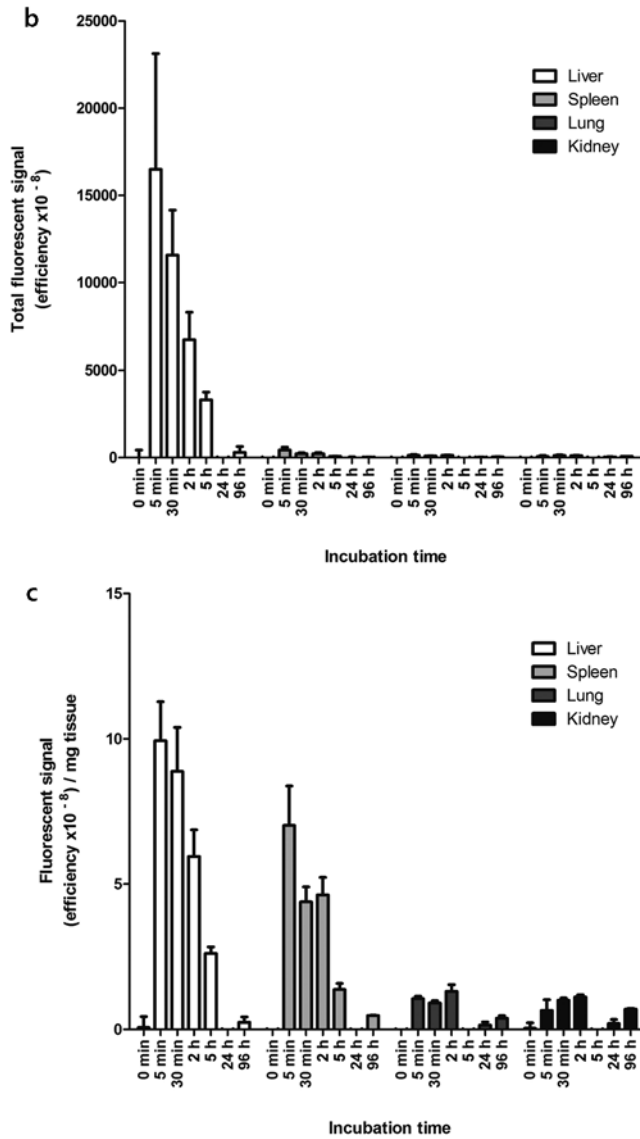 b
25000
20000
15000
10000
5000
0
Total fluorescent signal
(efficiency x10 -8)
Liver
Spleen
Lung
Kidney
0 min
5 min
30 min
2 h
5 h
24 h
96 h
0 min
5 min
30 min
2 h
5 h
24 h
96 h
0 min
5 min
30 min
2 h
5 h
24 h
96 h
0 min
5 min
30 min
2 h
5 h
24 h
96 h
Incubation time
c
15
10
5
0
Fluorescent signal
(efficiency x10 -8) / mg tissue
Liver
Spleen
Lung
Kidney
0 min
5 min
30 min
2 h
5 h
24 h
96 h
0 min
5 min
30 min
2 h
5 h
24 h
96 h
0 min
5 min
30 min
2 h
5 h
24 h
96 h
0 min
5 min
30 min
2 h
5 h
24 h
96 h
Incubation time